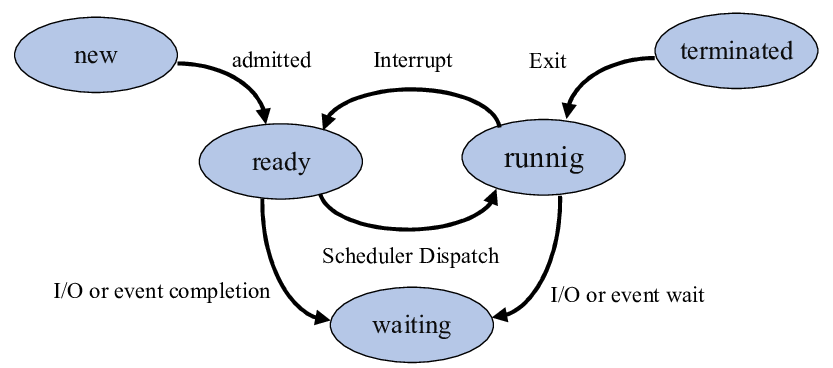 new
admitted
Interrupt
Exit
terminated
ready
runnig
Scheduler Dispatch
I/O or event completion
I/O or event wait
waiting